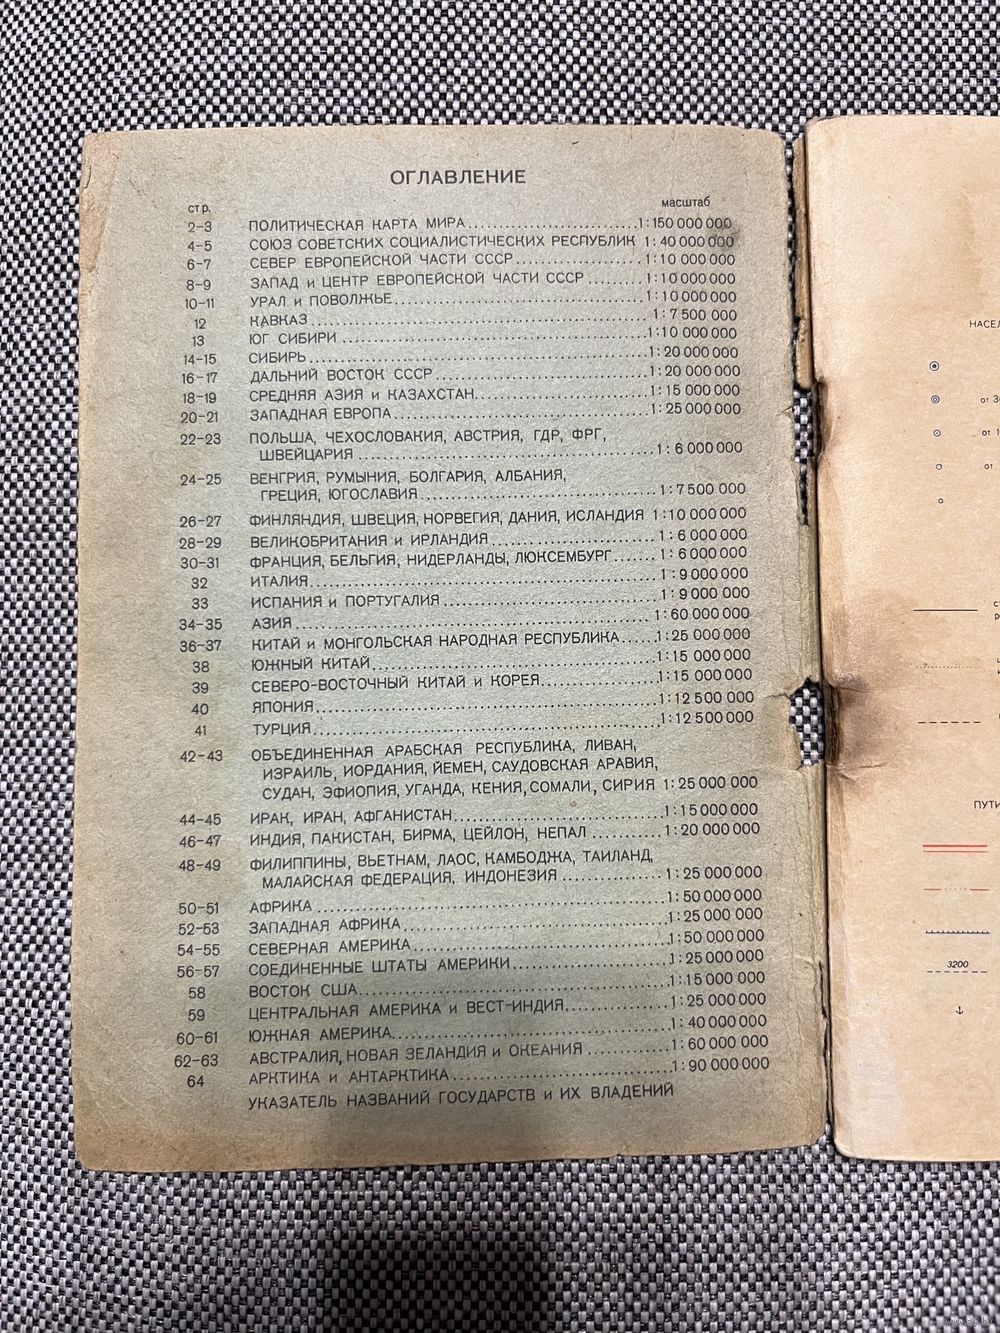 ОГЛАВЛЕНИЕ
стр. масштаб
2–3 ПОЛИТИЧЕСКАЯ КАРТА МИРА 1:150 000 000
4–5 СОЮЗ СОВЕТСКИХ СОЦИАЛИСТИЧЕСКИХ РЕСПУБЛИК 1:40 000 000
6–7 СЕВЕР ЕВРОПЕЙСКОЙ ЧАСТИ СССР 1:10 000 000
8–9 ЗАПАД и ЦЕНТР ЕВРОПЕЙСКОЙ ЧАСТИ СССР 1:10 000 000
10–11 УРАЛ и ПОВОЛЖЬЕ 1:10 000 000
12 КАВКАЗ 1:7 500 000
13 ЮГ СИБИРИ 1:10 000 000
14–15 СИБИРЬ 1:20 000 000
16–17 ДАЛЬНИЙ ВОСТОК СССР 1:20 000 000
18–19 СРЕДНЯЯ АЗИЯ и КАЗАХСТАН 1:15 000 000
20–21 ЗАПАДНАЯ ЕВРОПА 1:25 000 000
22–23 ПОЛЬША, ЧЕХОСЛОВАКИЯ, АВСТРИЯ, ГДР, ФРГ,
ШВЕЙЦАРИЯ 1:6 000 000
24–25 ВЕНГРИЯ, РУМЫНИЯ, БОЛГАРИЯ, АЛБАНИЯ,
ГРЕЦИЯ, ЮГОСЛАВИЯ 1:7 500 000
26–27 ФИНЛЯНДИЯ, ШВЕЦИЯ, НОРВЕГИЯ, ДАНИЯ, ИСЛАНДИЯ 1:10 000 000
28–29 ВЕЛИКОБРИТАНИЯ и ИРЛАНДИЯ 1:6 000 000
30–31 ФРАНЦИЯ, БЕЛЬГИЯ, НИДЕРЛАНДЫ, ЛЮКСЕМБУРГ 1:6 000 000
32 ИТАЛИЯ 1:9 000 000
33 ИСПАНИЯ и ПОРТУГАЛИЯ 1:9 000 000
34–35 АЗИЯ 1:60 000 000
36–37 КИТАЙ и МОНГОЛЬСКАЯ НАРОДНАЯ РЕСПУБЛИКА 1:25 000 000
38 ЮЖНЫЙ КИТАЙ 1:15 000 000
39 СЕВЕРО-ВОСТОЧНЫЙ КИТАЙ и КОРЕЯ 1:15 000 000
40 ЯПОНИЯ 1:12 500 000
41 ТУРЦИЯ 1:12 500 000
42–43 ОБЪЕДИНЕННАЯ АРАБСКАЯ РЕСПУБЛИКА, ЛИВАН,
ИЗРАИЛЬ, ИОРДАНИЯ, ЙЕМЕН, САУДОВСКАЯ АРАВИЯ,
СУДАН, ЭФИОПИЯ, УГАНДА, КЕНИЯ, СОМАЛИ, СИРИЯ 1:25 000 000
44–45 ИРАК, ИРАН, АФГАНИСТАН 1:15 000 000
46–47 ИНДИЯ, ПАКИСТАН, БИРМА, ЦЕЙЛОН, НЕПАЛ 1:20 000 000
48–49 ФИЛИППИНЫ, ВЬЕТНАМ, ЛАОС, КАМБОДЖА, ТАИЛАНД,
МАЛАЙСКАЯ ФЕДЕРАЦИЯ, ИНДОНЕЗИЯ 1:25 000 000
50–51 АФРИКА 1:50 000 000
52–53 ЗАПАДНАЯ АФРИКА 1:25 000 000
54–55 СЕВЕРНАЯ АМЕРИКА 1:50 000 000
56–57 СОЕДИНЕННЫЕ ШТАТЫ АМЕРИКИ 1:25 000 000
58 ВОСТОК США 1:15 000 000
59 ЦЕНТРАЛЬНАЯ АМЕРИКА и ВЕСТ-ИНДИЯ 1:25 000 000
60–61 ЮЖНАЯ АМЕРИКА 1:40 000 000
62–63 АВСТРАЛИЯ, НОВАЯ ЗЕЛАНДИЯ и ОКЕАНИЯ 1:60 000 000
64 АРКТИКА и АНТАРКТИКА 1:90 000 000
УКАЗАТЕЛЬ НАЗВАНИЙ ГОСУДАРСТВ и ИХ ВЛАДЕНИЙ
НАСЕЛ
от 3
от 1
от
ПУТИ
3200